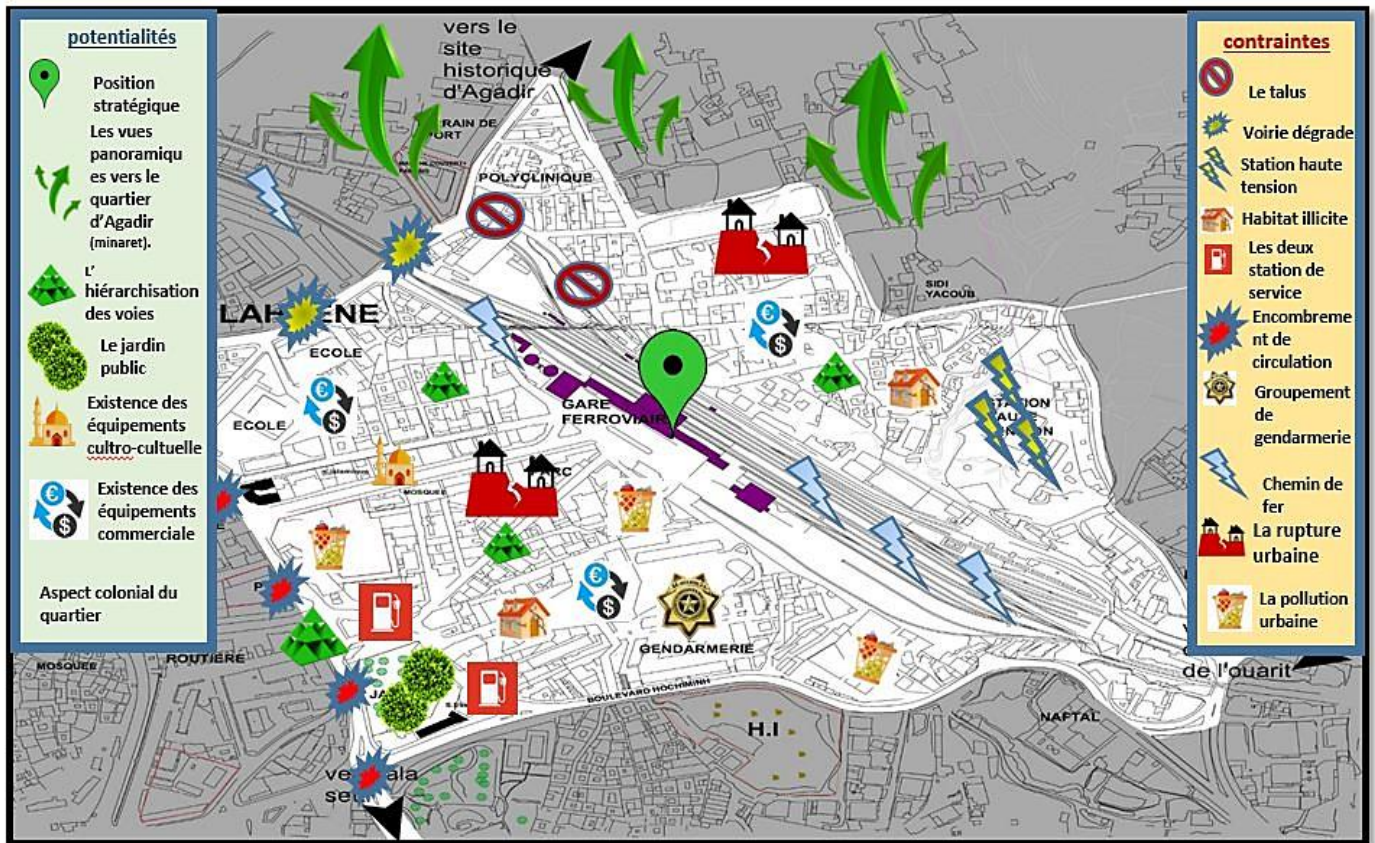 potentialités
Position
stratégique
Les vues
panoramiqu
es vers le
quartier
d'Agadir
(minaret).
L'
hiérarchisation
des voies
Le jardin
public
Existence des
équipements
cultro-cultuelle
Existence des
équipements
commerciale
Aspect colonial du
quartier
vers le
site
historique
d'Agadir
POLYCLINIQUE
SIDI
YACOUB
ECOLE
ECOLE
GARE
FERROVIAIR
MOSQUEE
GENDARMERIE
BOULEVARD HOCHIMINH
H.I
NAFTAL
MOSQUEE
ROUTIÈRE
de l'ouarit
contraintes
Le talus
Voirie dégrade
Station haute
tension
Habitat illicite
Les deux
station de
service
Encombreme
nt de
circulation
Groupement
de
gendarmerie
Chemin de
fer
La rupture
urbaine
La pollution
urbaine